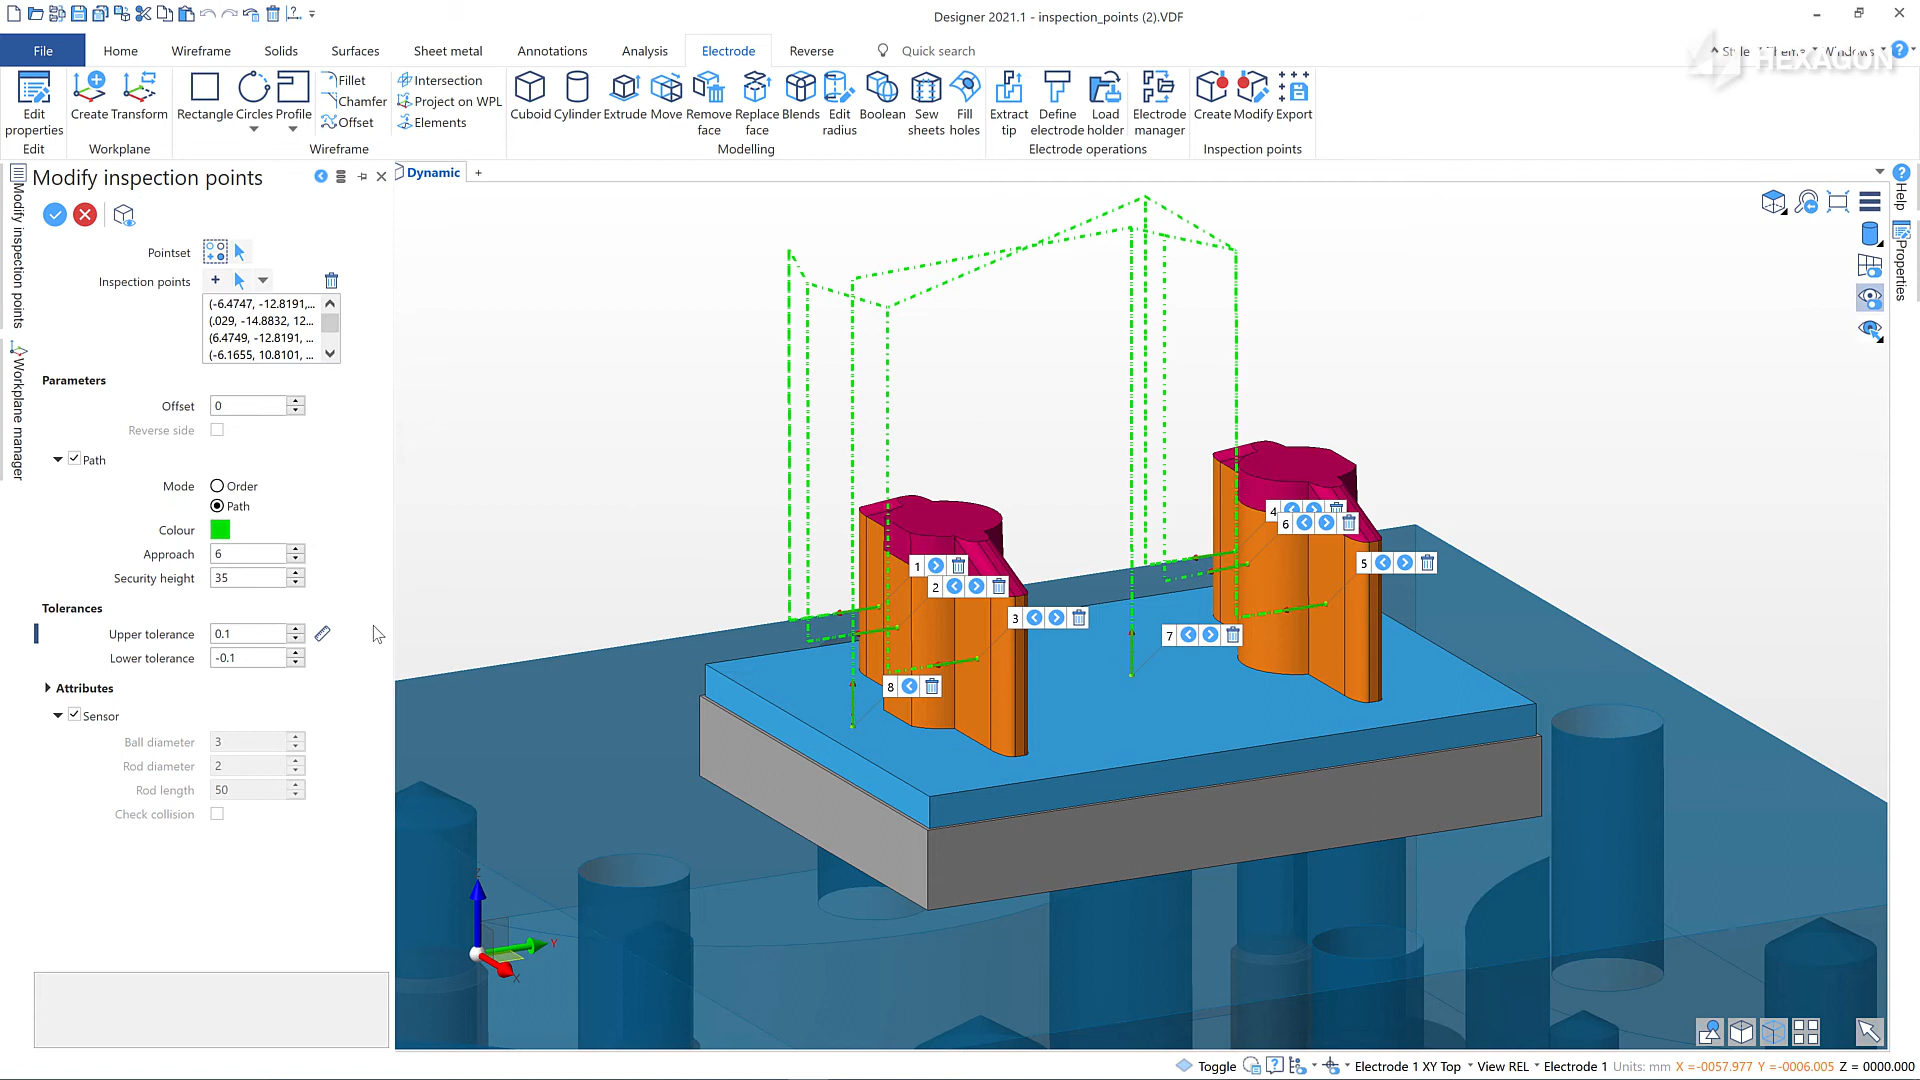 Designer 2021.1 - inspection_points (2).VDF
File Home Wireframe Solids Surfaces Sheet metal Annotations Analysis Electrode Reverse Quick search
Style Theme Windows
HEXAGON
Edit properties Create Transform Rectangle Circles Profile Fillet Chamfer Offset Intersection Project on WPL Elements
Cuboid Cylinder Extrude Move Remove face Replace face Blends Edit radius Boolean Sew sheets Fill holes
Extract tip Define electrode Load holder Electrode manager Create Modify Export
Edit Workplane Wireframe Modelling Electrode operations Inspection points
Modify inspection points
Dynamic +
Modify inspection points
Workplane manager
Help
Properties
Pointset
Inspection points
(-6.4747, -12.8191,...
(.029, -14.8832, 12...
(6.4749, -12.8191, ...
(-6.1655, 10.8101, ...
Parameters
Offset 0
Reverse side
Path
Mode Order
Path
Colour
Approach 6
Security height 35
Tolerances
Upper tolerance 0.1
Lower tolerance -0.1
Attributes
Sensor
Ball diameter 3
Rod diameter 2
Rod length 50
Check collision
4
6
5
1
2
3
7
8
Z
Y
X
Toggle Electrode 1 XY Top View REL Electrode 1 Units: mm X =-0057.977 Y =-0006.005 Z = 0000.000